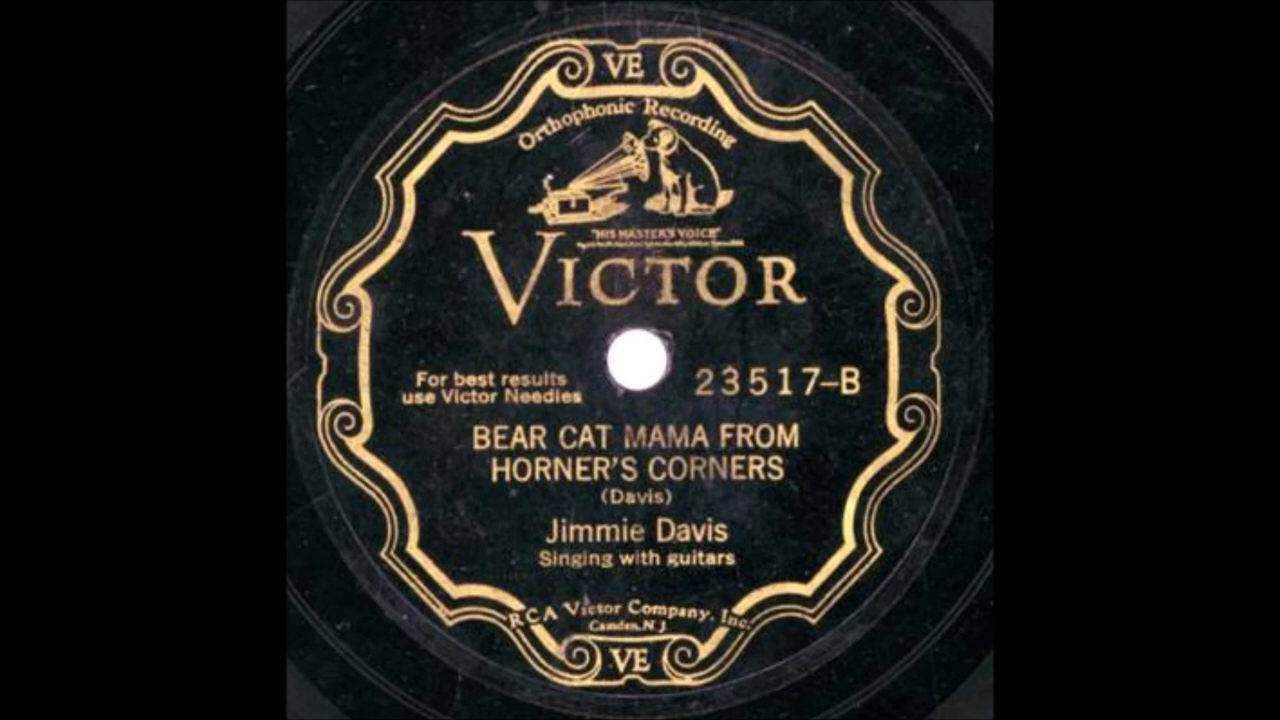 VE
Orthophonic Recording
"HIS MASTER'S VOICE"
VICTOR
For best results
use Victor Needles
23517-B
BEAR CAT MAMA FROM
HORNER'S CORNERS
(Davis)
Jimmie Davis
Singing with guitars
RCA Victor Company, Inc.
Camden, N.J.
VE